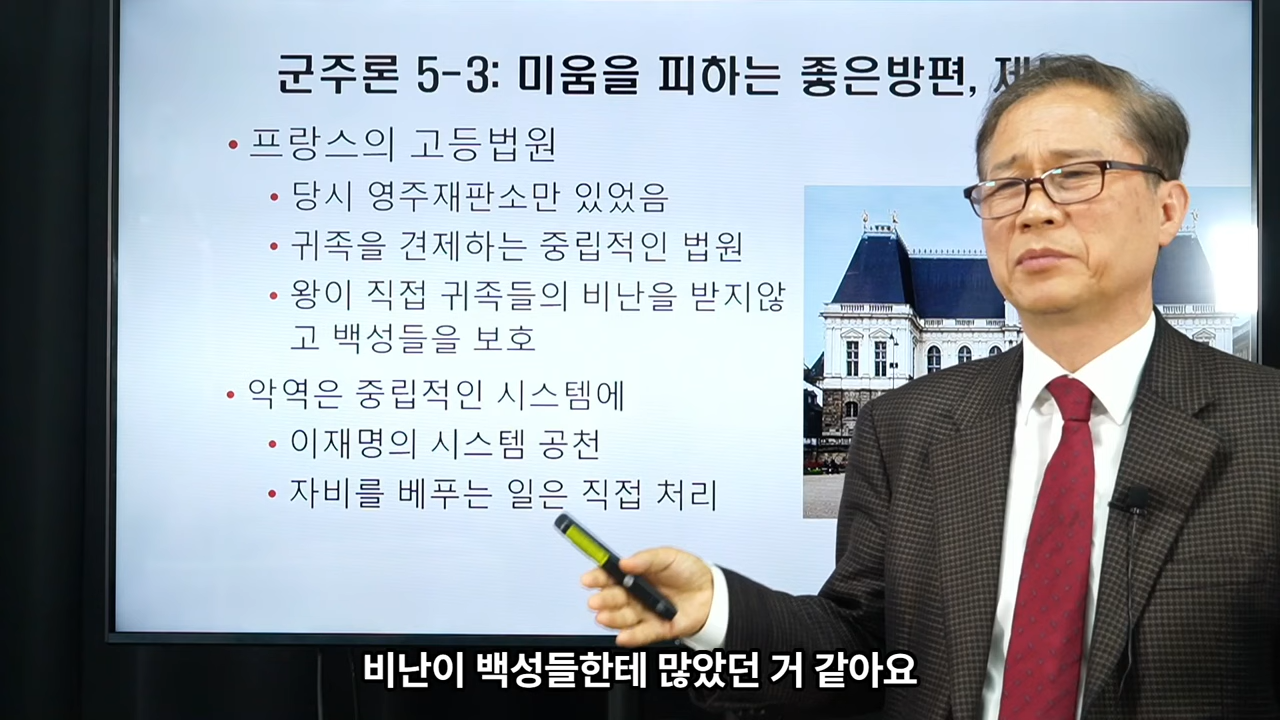 군주론 5-3: 미움을 피하는 좋은방편,
• 프랑스의 고등법원
• 당시 영주재판소만 있었음
• 귀족을 견제하는 중립적인 법원
• 왕이 직접 귀족들의 비난을 받지않
고 백성들을 보호
• 악역은 중립적인 시스템에
• 이재명의 시스템 공천
• 자비를 베푸는 일은 직접 처리
비난이 백성들한테 많았던 거 같아요